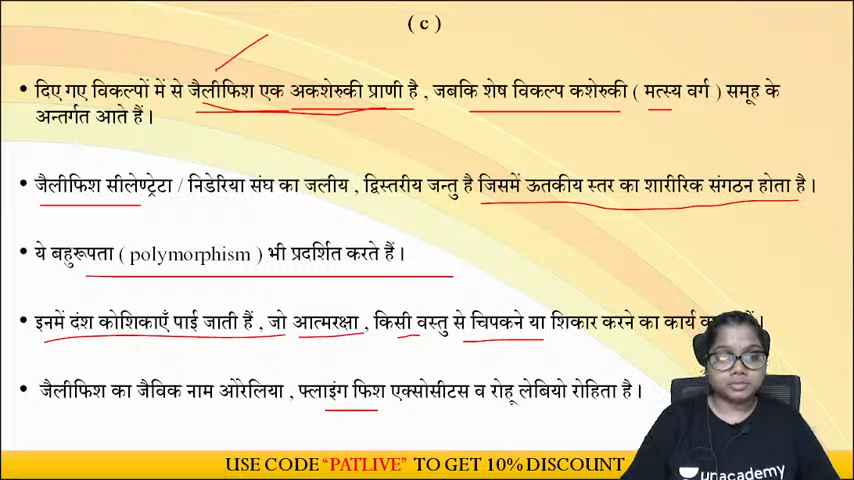 ( c )
• दिए गए विकल्पों में से जैलीफिश एक अकशेरुकी प्राणी है , जबकि शेष विकल्प कशेरुकी ( मत्स्य वर्ग ) समूह के
अन्तर्गत आते हैं।
• जैलीफिश सीलेण्ट्रेटा / निडेरिया संघ का जलीय , द्विस्तरीय जन्तु है जिसमें ऊतकीय स्तर का शारीरिक संगठन होता है।
• ये बहुरूपता ( polymorphism ) भी प्रदर्शित करते हैं।
• इनमें दंश कोशिकाएँ पाई जाती हैं , जो आत्मरक्षा , किसी वस्तु से चिपकने या शिकार करने का कार्य
• जैलीफिश का जैविक नाम ओरेलिया , फ्लाइंग फिश एक्सोसीटस व रोहू लेबियो रोहिता है।
unacademy
USE CODE “PATLIVE” TO GET 10% DISCOUNT